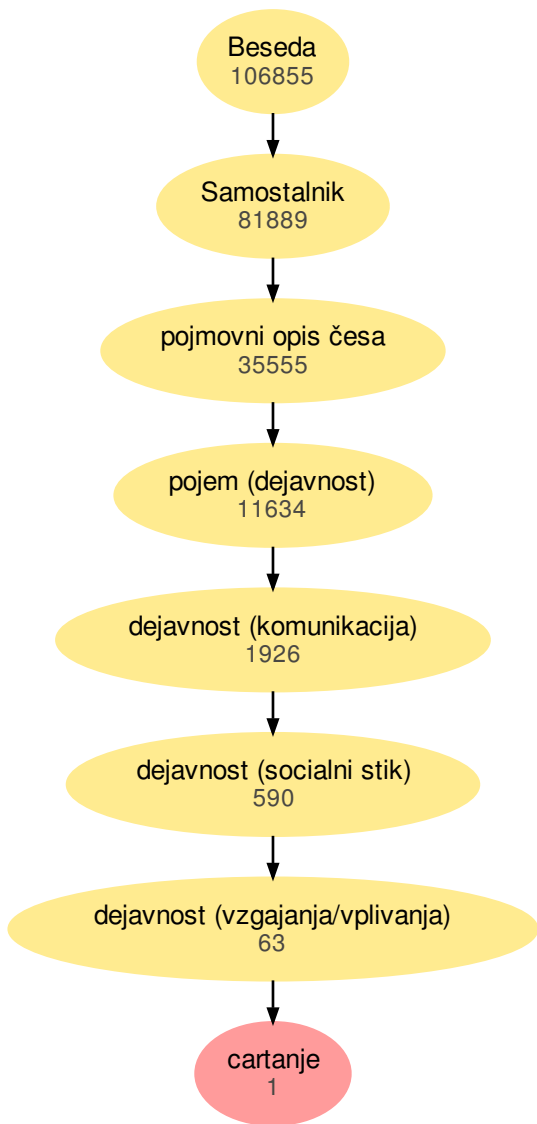 Beseda
106855
Samostalnik
81889
pojmovni opis česa
35555
pojem (dejavnost)
11634
dejavnost (komunikacija)
1926
dejavnost (socialni stik)
590
dejavnost (vzgajanja/vplivanja)
63
cartanje
1